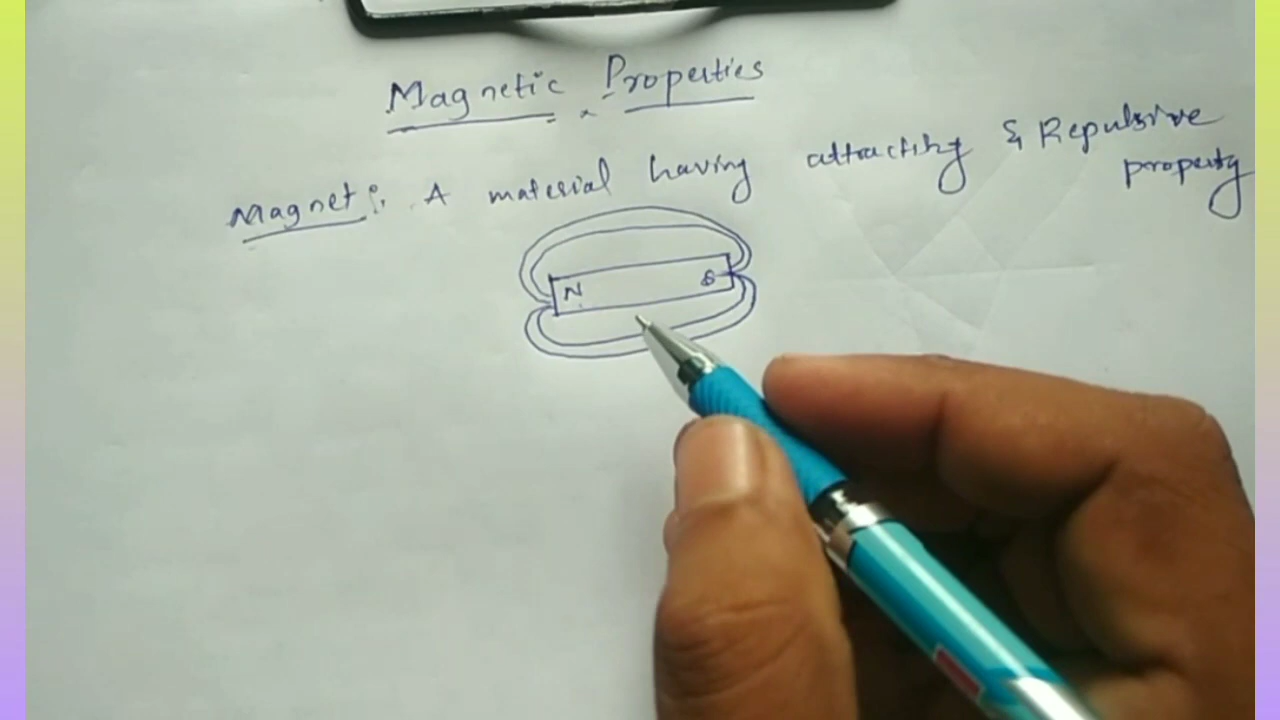 Magnetic Properties
Magnet :. A material having attracting & Repulsive
property
N S